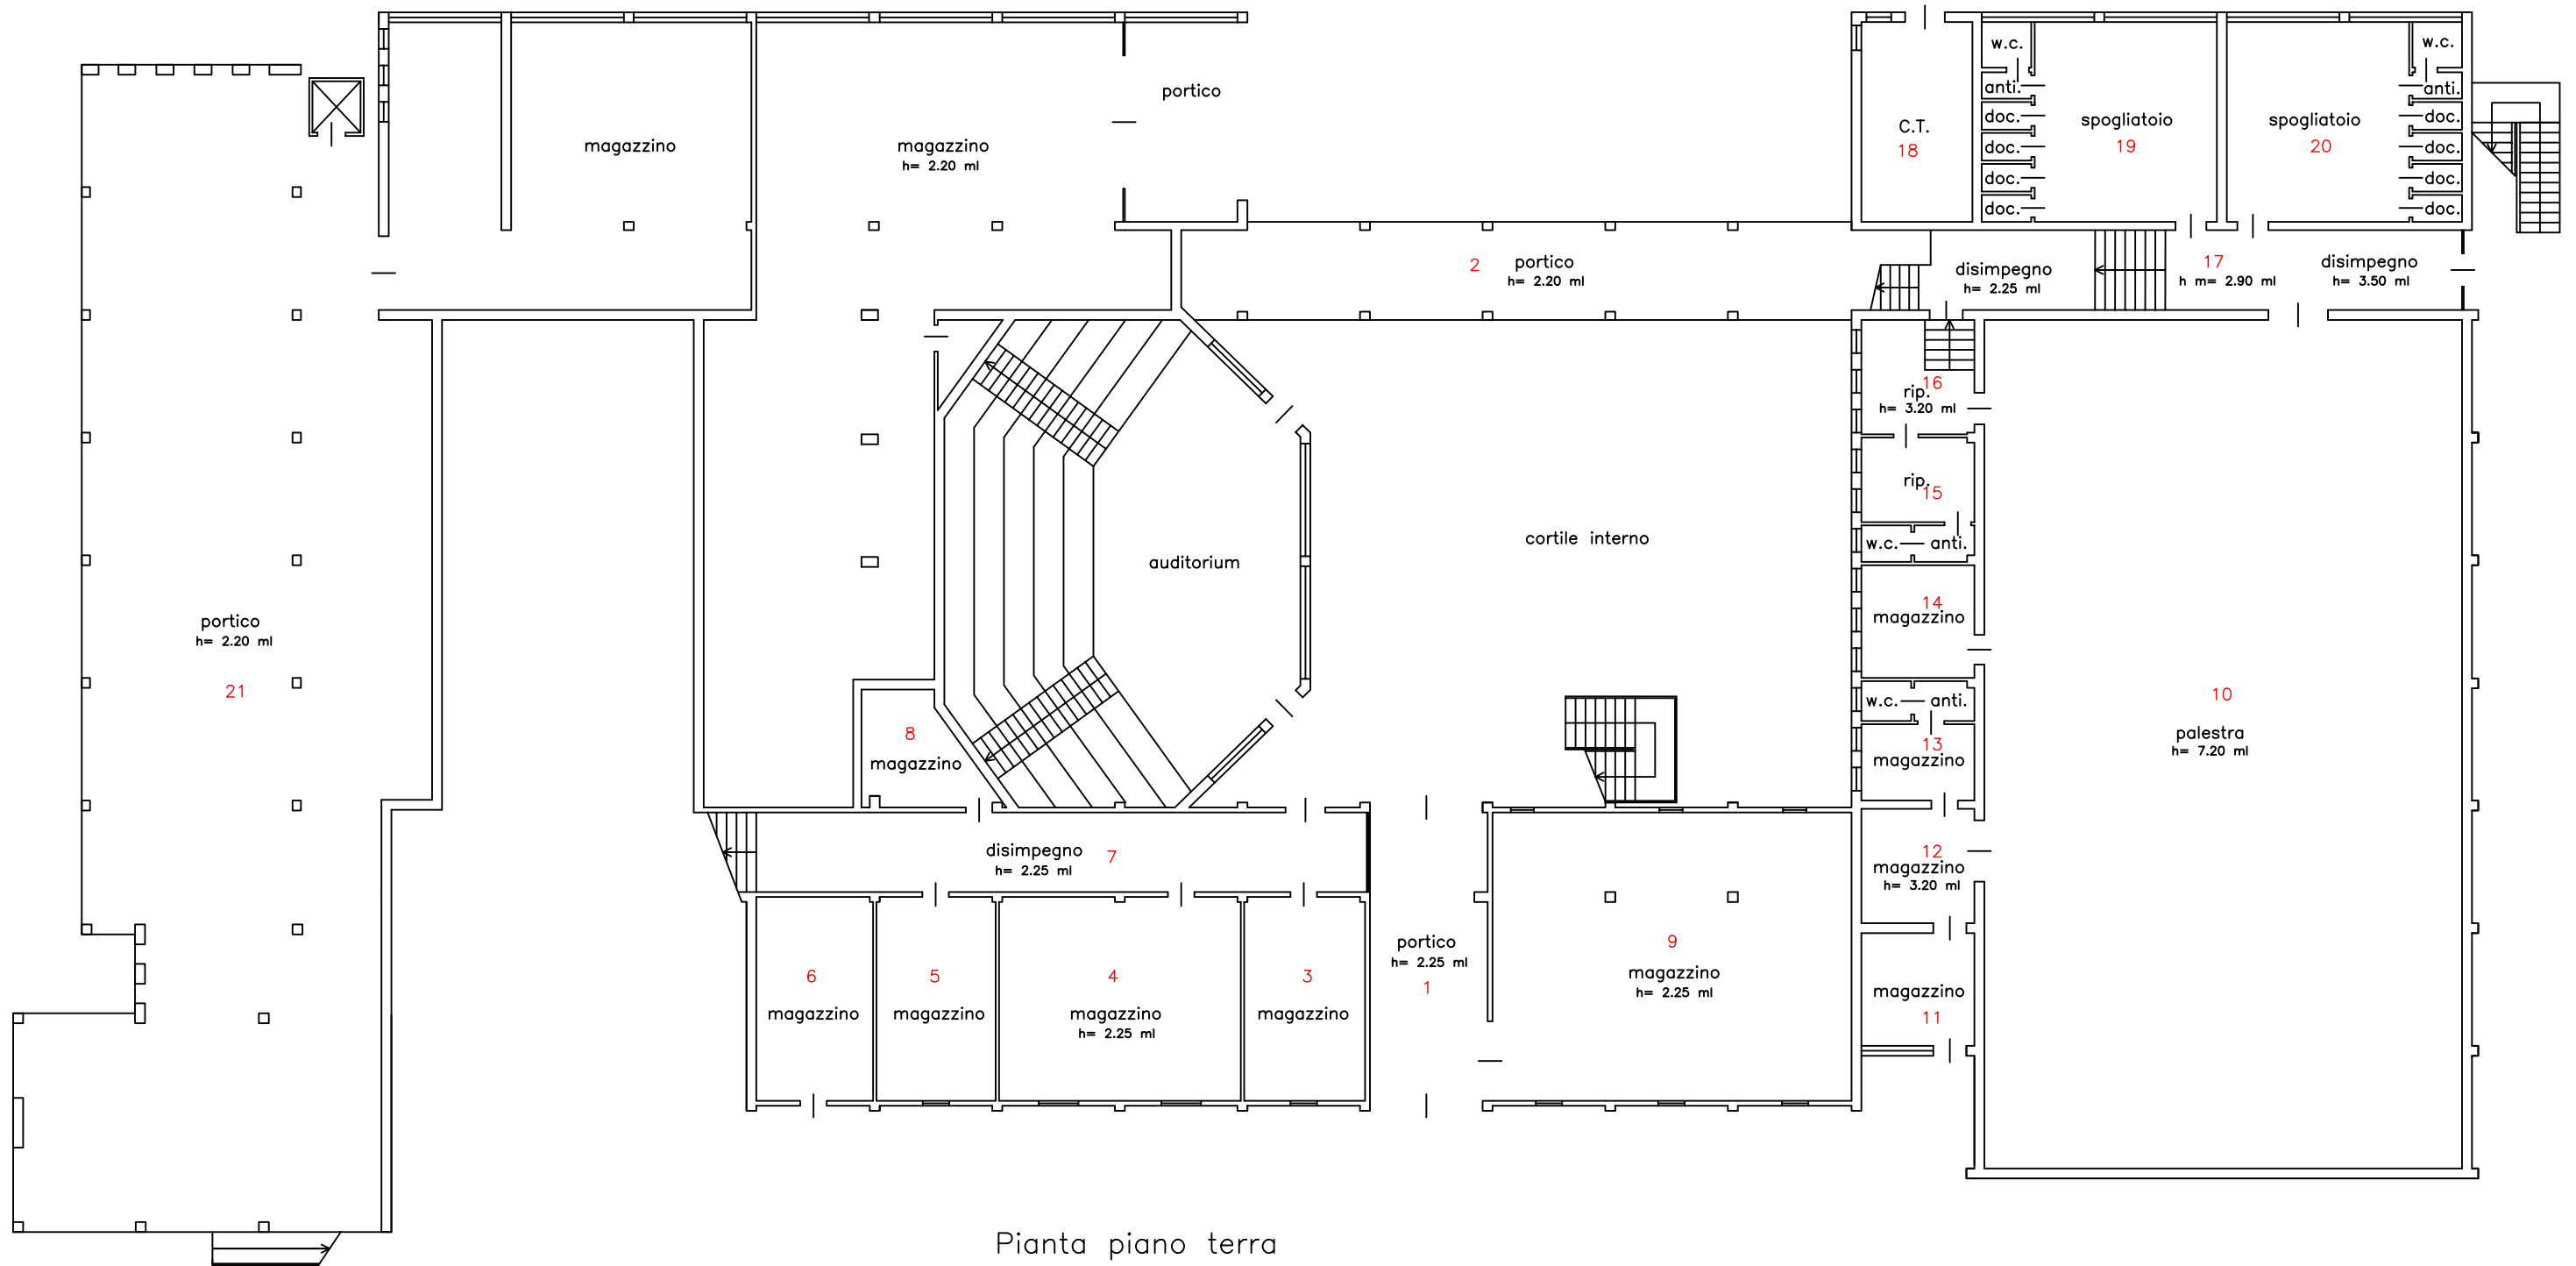 portico
magazzino
magazzino
h= 2.20 ml
C.T.
18
w.c.
anti.
doc.
doc.
doc.
doc.
spogliatoio
19
spogliatoio
20
w.c.
anti.
doc.
doc.
doc.
doc.
2
portico
h= 2.20 ml
disimpegno
h= 2.25 ml
17
h m= 2.90 ml
disimpegno
h= 3.50 ml
16
rip.
h= 3.20 ml
rip.
15
w.c.
anti.
cortile interno
auditorium
14
magazzino
portico
h= 2.20 ml
21
w.c.
anti.
10
palestra
h= 7.20 ml
8
magazzino
13
magazzino
disimpegno
7
h= 2.25 ml
12
magazzino
h= 3.20 ml
portico
h= 2.25 ml
1
9
magazzino
h= 2.25 ml
6
magazzino
5
magazzino
4
magazzino
h= 2.25 ml
3
magazzino
magazzino
11
Pianta piano terra